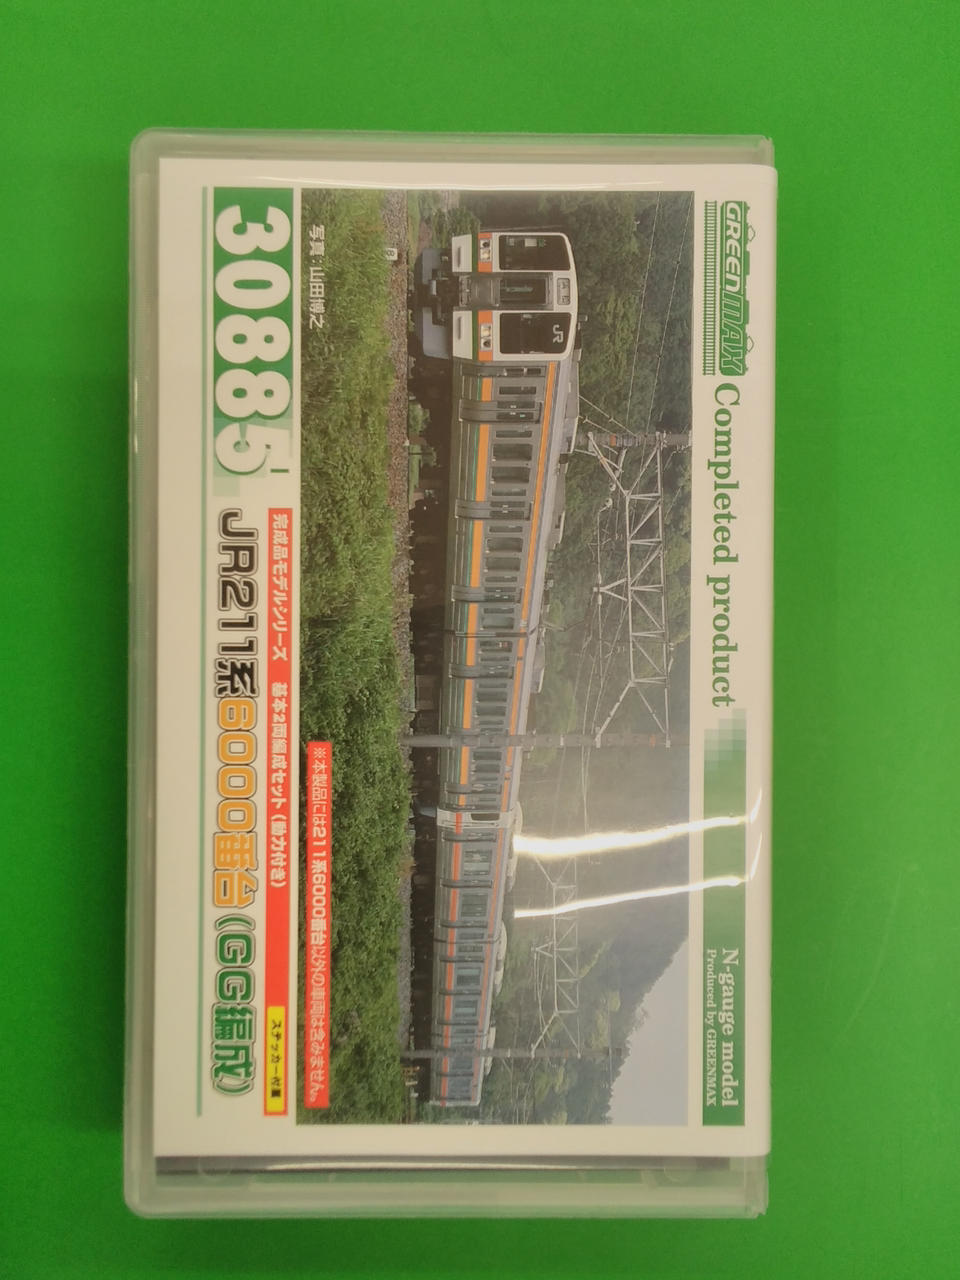 GREENMAX Completed product
N-gauge model
Produced by GREENMAX
JR
写真:山田博之
※本製品には211系6000番台以外の車両は含みません。
30885
完成品モデルシリーズ 基本2両編成セット(動力付き)
ステッカー付属
JR211系6000番台(GG編成)